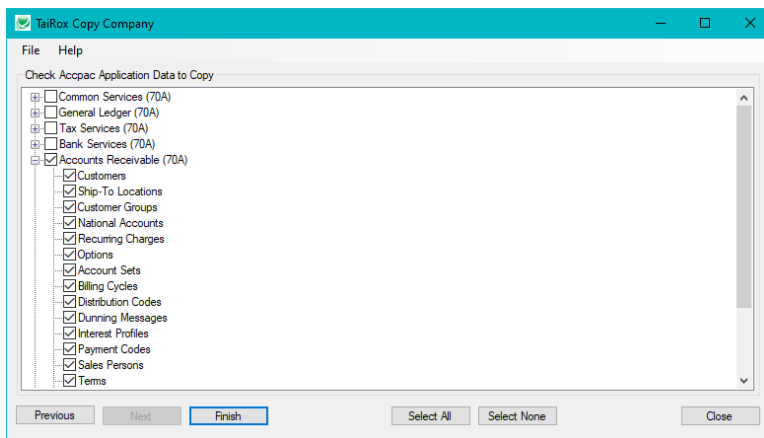 TaiRox Copy Company
File Help
Check Accpac Application Data to Copy
Common Services (70A)
General Ledger (70A)
Tax Services (70A)
Bank Services (70A)
Accounts Receivable (70A)
Customers
Ship-To Locations
Customer Groups
National Accounts
Recurring Charges
Options
Account Sets
Billing Cycles
Distribution Codes
Dunning Messages
Interest Profiles
Payment Codes
Sales Persons
Terms
Previous Next Finish Select All Select None Close